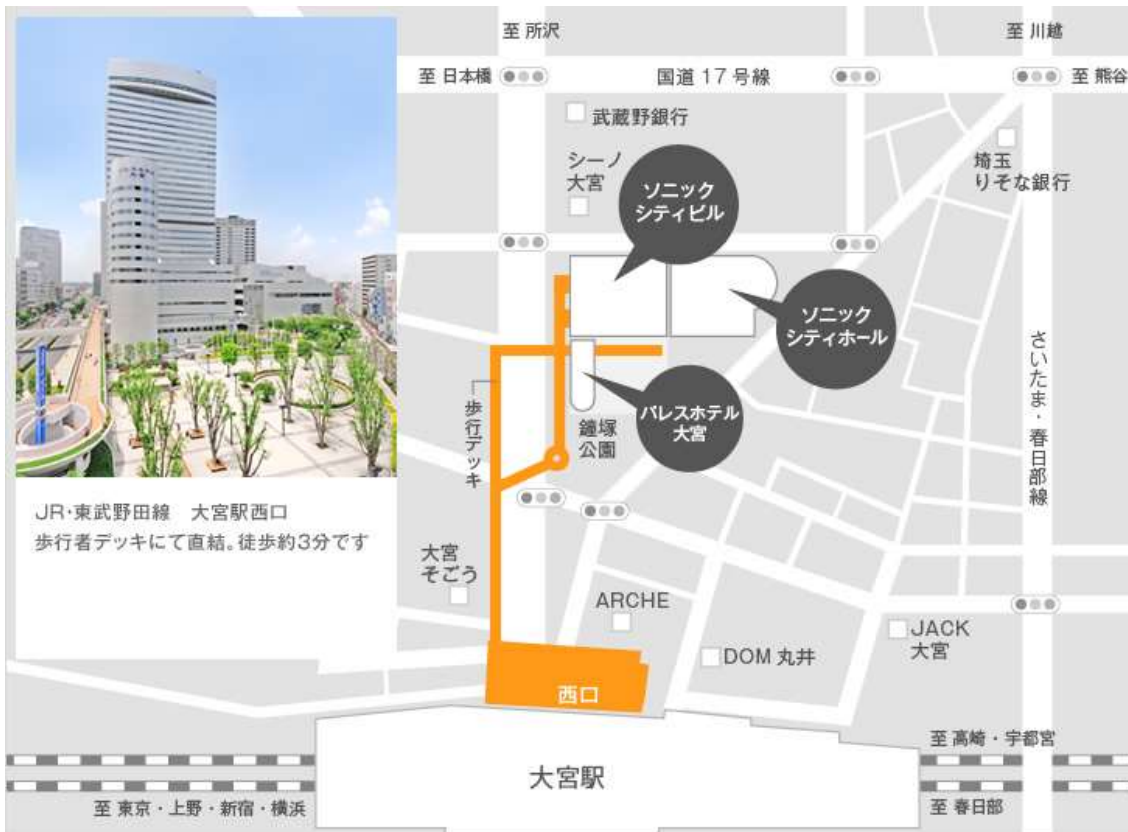 至 所沢
至 川越
至 日本橋
国道 17 号線
至 熊谷
武蔵野銀行
シーノ
大宮
埼玉
りそな銀行
ソニック
シティビル
ソニック
シティホール
パレスホテル
大宮
さいたま・春日部線
歩行デッキ
鐘塚
公園
JR・東武野田線　大宮駅西口
歩行者デッキにて直結。徒歩約3分です
大宮
そごう
ARCHE
DOM 丸井
JACK
大宮
西口
大宮駅
至 高崎・宇都宮
至 東京・上野・新宿・横浜
至 春日部